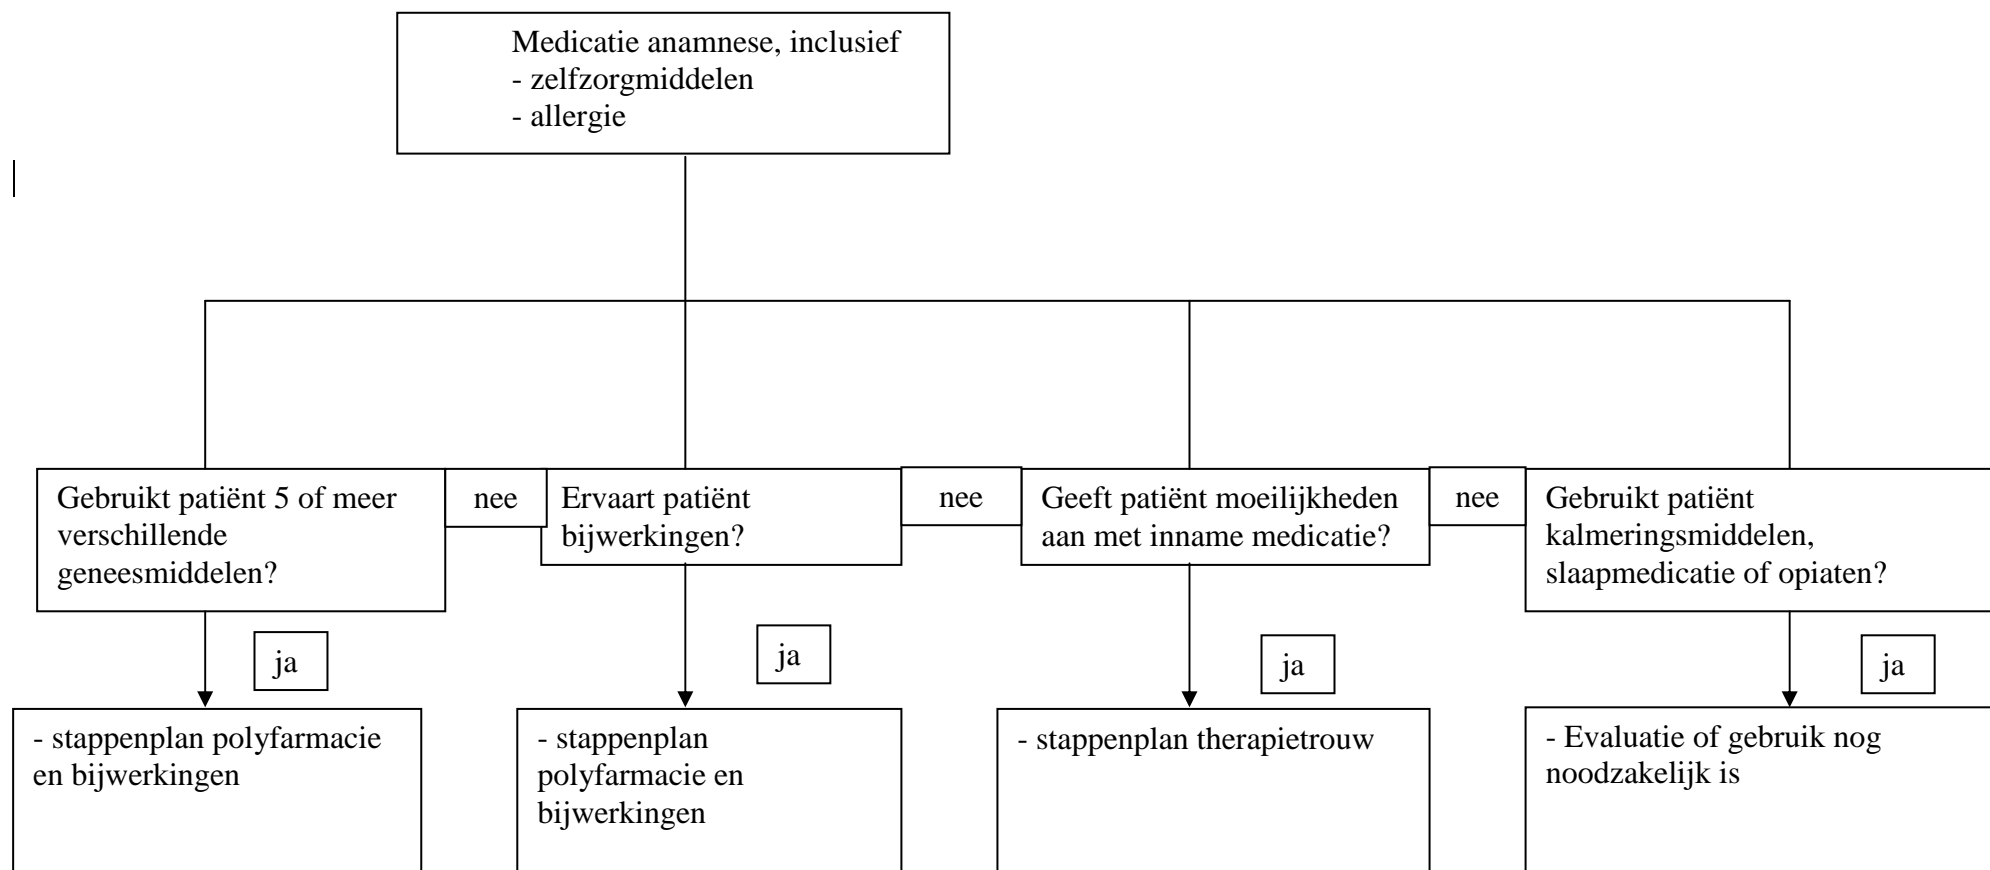 Medicatie anamnese, inclusief
- zelfzorgmiddelen
- allergie
Gebruikt patiënt 5 of meer
verschillende
geneesmiddelen?
nee
Ervaart patiënt
bijwerkingen?
nee
Geeft patiënt moeilijkheden
aan met inname medicatie?
nee
Gebruikt patiënt
kalmeringsmiddelen,
slaapmedicatie of opiaten?
ja
ja
ja
ja
- stappenplan polyfarmacie
en bijwerkingen
- stappenplan
polyfarmacie en
bijwerkingen
- stappenplan therapietrouw
- Evaluatie of gebruik nog
noodzakelijk is